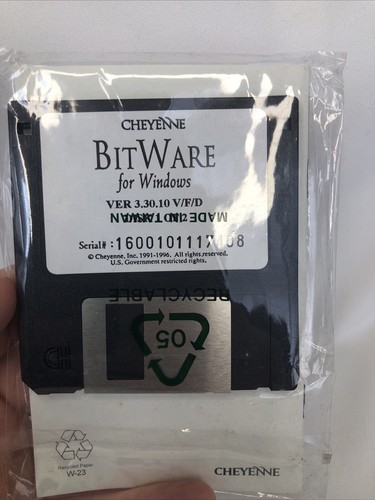 CHEYENNE
BITWARE
for Windows
VER 3.30.10 V/F/D
MADE IN TAIWAN
Serial# :
© Cheyenne, Inc. 1991-1996. All rights reserved.
U.S. Government restricted rights.
RECYCLABLE
05
Recycled Paper
W-23
CHEYENNE